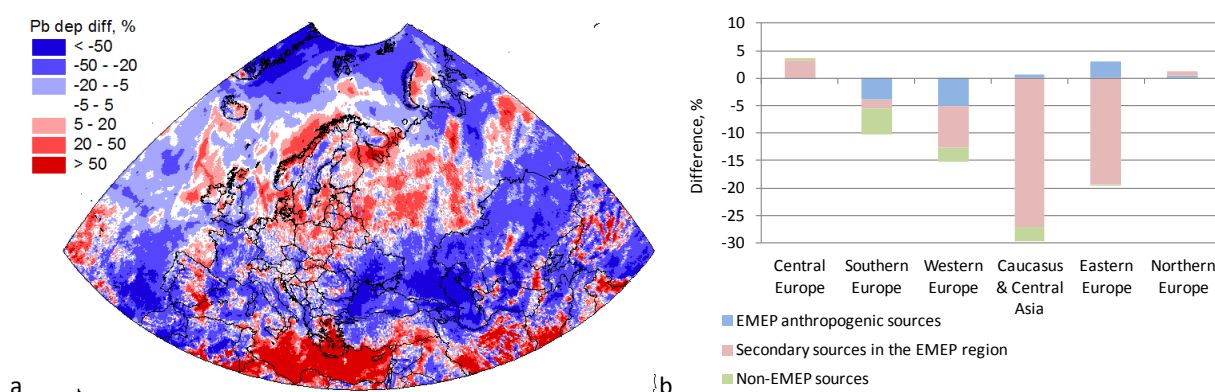 Pb dep diff, %
< -50
-50 - -20
-20 - -5
-5 - 5
5 - 20
20 - 50
> 50
a
b
10
5
0
-5
-10
-15
-20
-25
-30
Difference, %
Central
Europe
Southern
Europe
Western
Europe
Caucasus
& Central
Asia
Eastern
Europe
Northern
Europe
EMEP anthropogenic sources
Secondary sources in the EMEP region
Non-EMEP sources